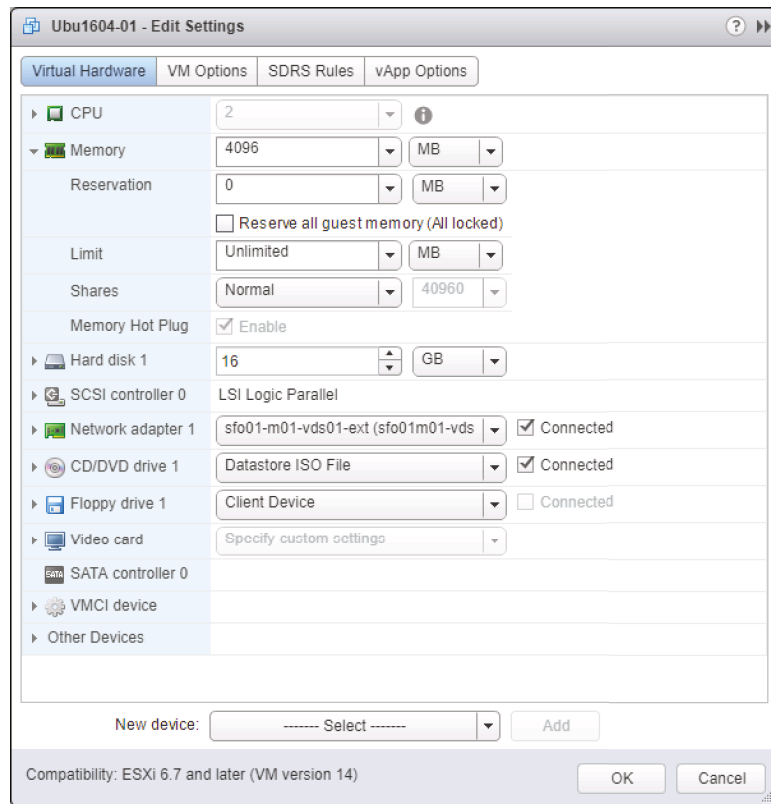 Ubu1604-01 - Edit Settings ?
Virtual Hardware VM Options SDRS Rules vApp Options
CPU 2
Memory 4096 MB
Reservation 0 MB
Reserve all guest memory (All locked)
Limit Unlimited MB
Shares Normal 40960
Memory Hot Plug Enable
Hard disk 1 16 GB
SCSI controller 0 LSI Logic Parallel
Network adapter 1 sfo01-m01-vds01-ext (sfo01m01-vds Connected
CD/DVD drive 1 Datastore ISO File Connected
Floppy drive 1 Client Device Connected
Video card Specify custom settings
SATA SATA controller 0
VMCI device
Other Devices
New device: ------- Select ------- Add
Compatibility: ESXi 6.7 and later (VM version 14) OK Cancel